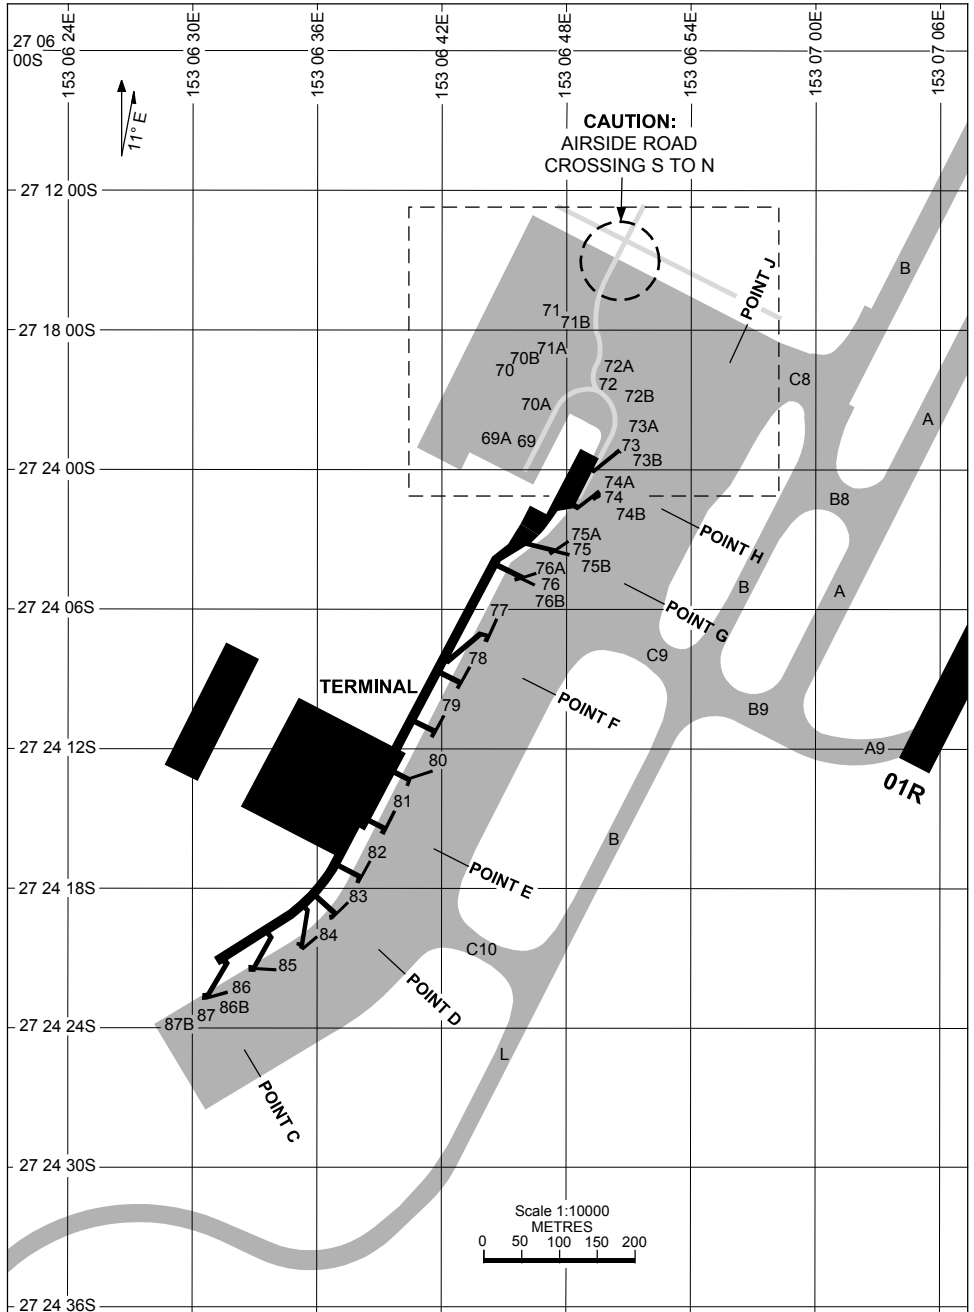 153 06 24E
153 06 30E
153 06 36E
153 06 42E
153 06 48E
153 06 54E
153 07 00E
153 07 06E
27 06
00S
11° E
CAUTION:
AIRSIDE ROAD
CROSSING S TO N
27 12 00S
POINT J
B
71
71B
27 18 00S
71A
70B
70
72A
72
72B
C8
70A
A
73A
69A
69
73
73B
27 24 00S
74A
74
74B
B8
75A
75
75B
POINT H
76A
76
76B
B
A
27 24 06S
77
POINT G
78
C9
TERMINAL
79
POINT F
B9
27 24 12S
A9
80
01R
81
B
82
POINT E
27 24 18S
83
84
C10
85
86
86B
87
87B
POINT D
27 24 24S
L
POINT C
27 24 30S
Scale 1:10000
METRES
0 50 100 150 200
27 24 36S